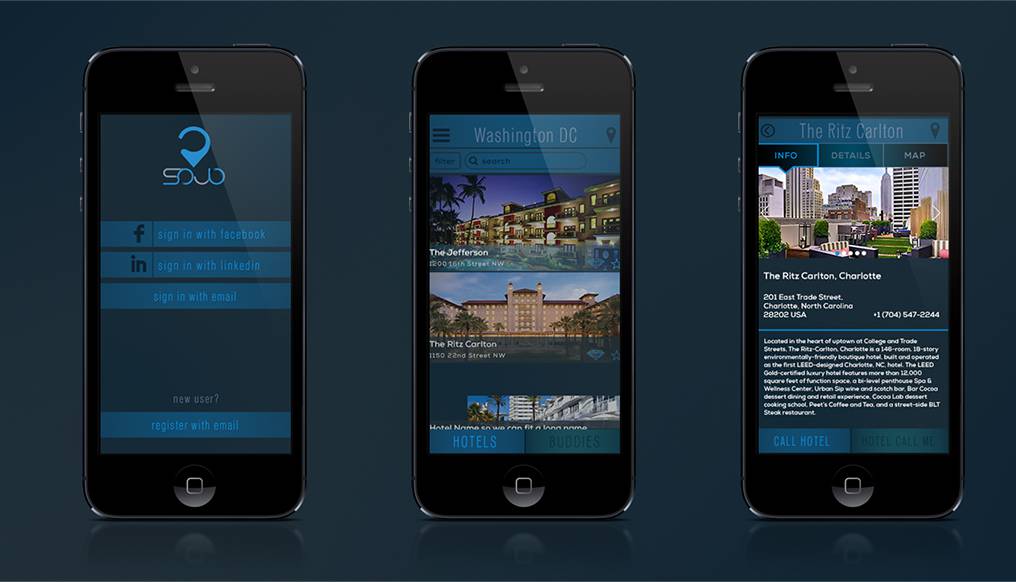 SOJO
sign in with facebook
in
sign in with linkedin
sign in with email
new user?
register with email
Washington DC
filter
search
The Jefferson
1200 16th Street NW
The Ritz Carlton
1150 22nd Street NW
Hotel Name so we can fit a long name
HOTELS
BUDDIES
The Ritz Carlton
INFO
DETAILS
MAP
The Ritz Carlton, Charlotte
201 East Trade Street,
Charlotte, North Carolina
28202 USA
+1 (704) 547-2244
Located in the heart of uptown at College and Trade
Streets, The Ritz-Carlton, Charlotte is a 146-room, 18-story
environmentally-friendly boutique hotel, built and operated
as the first LEED-designed Charlotte, NC, hotel. The LEED
Gold-certified luxury hotel features more than 12,000
square feet of function space, a bi-level penthouse Spa &
Wellness Center, Urban Sip wine and scotch bar, Bar Cocoa
dessert dining and retail experience, Cocoa Lab dessert
cooking school, Peet's Coffee and Tea, and a street-side BLT
Steak restaurant.
CALL HOTEL
HOTEL CALL ME